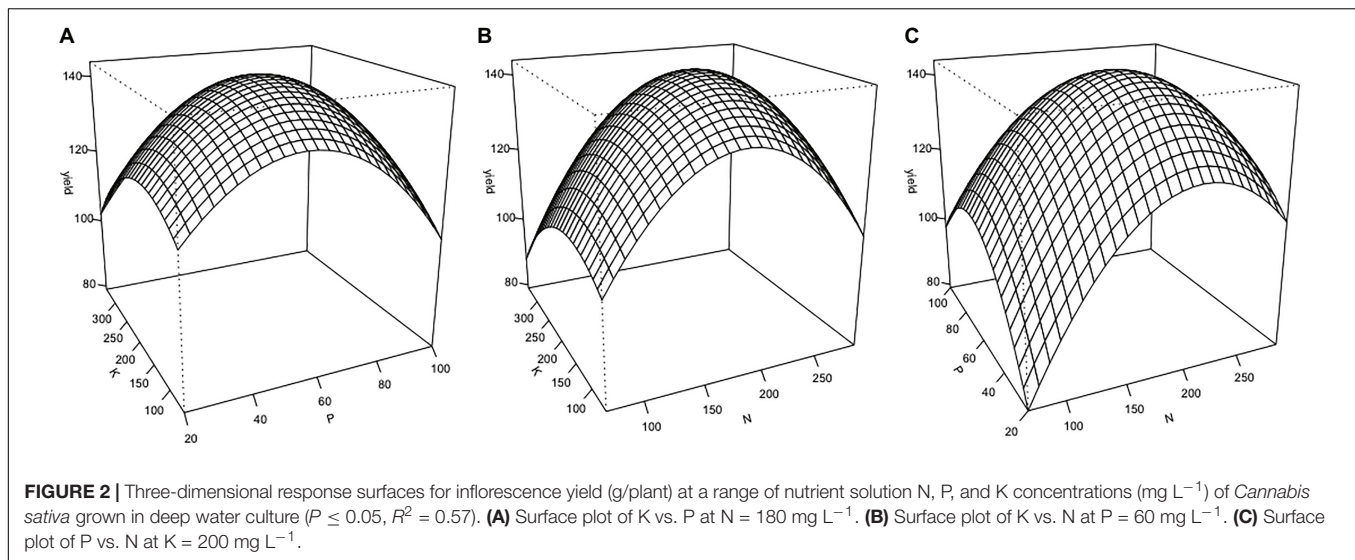 A
B
C
140
120
100
80
yield
300
250
200
150
100
K
20
40
60
80
100
P
140
120
100
80
yield
300
250
200
150
100
K
100
150
200
250
N
140
120
100
80
yield
100
80
60
40
20
P
100
150
200
250
N
FIGURE 2 | Three-dimensional response surfaces for inflorescence yield (g/plant) at a range of nutrient solution N, P, and K concentrations (mg L⁻¹) of Cannabis
sativa grown in deep water culture (P ≤ 0.05, R² = 0.57). (A) Surface plot of K vs. P at N = 180 mg L⁻¹. (B) Surface plot of K vs. N at P = 60 mg L⁻¹. (C) Surface
plot of P vs. N at K = 200 mg L⁻¹.